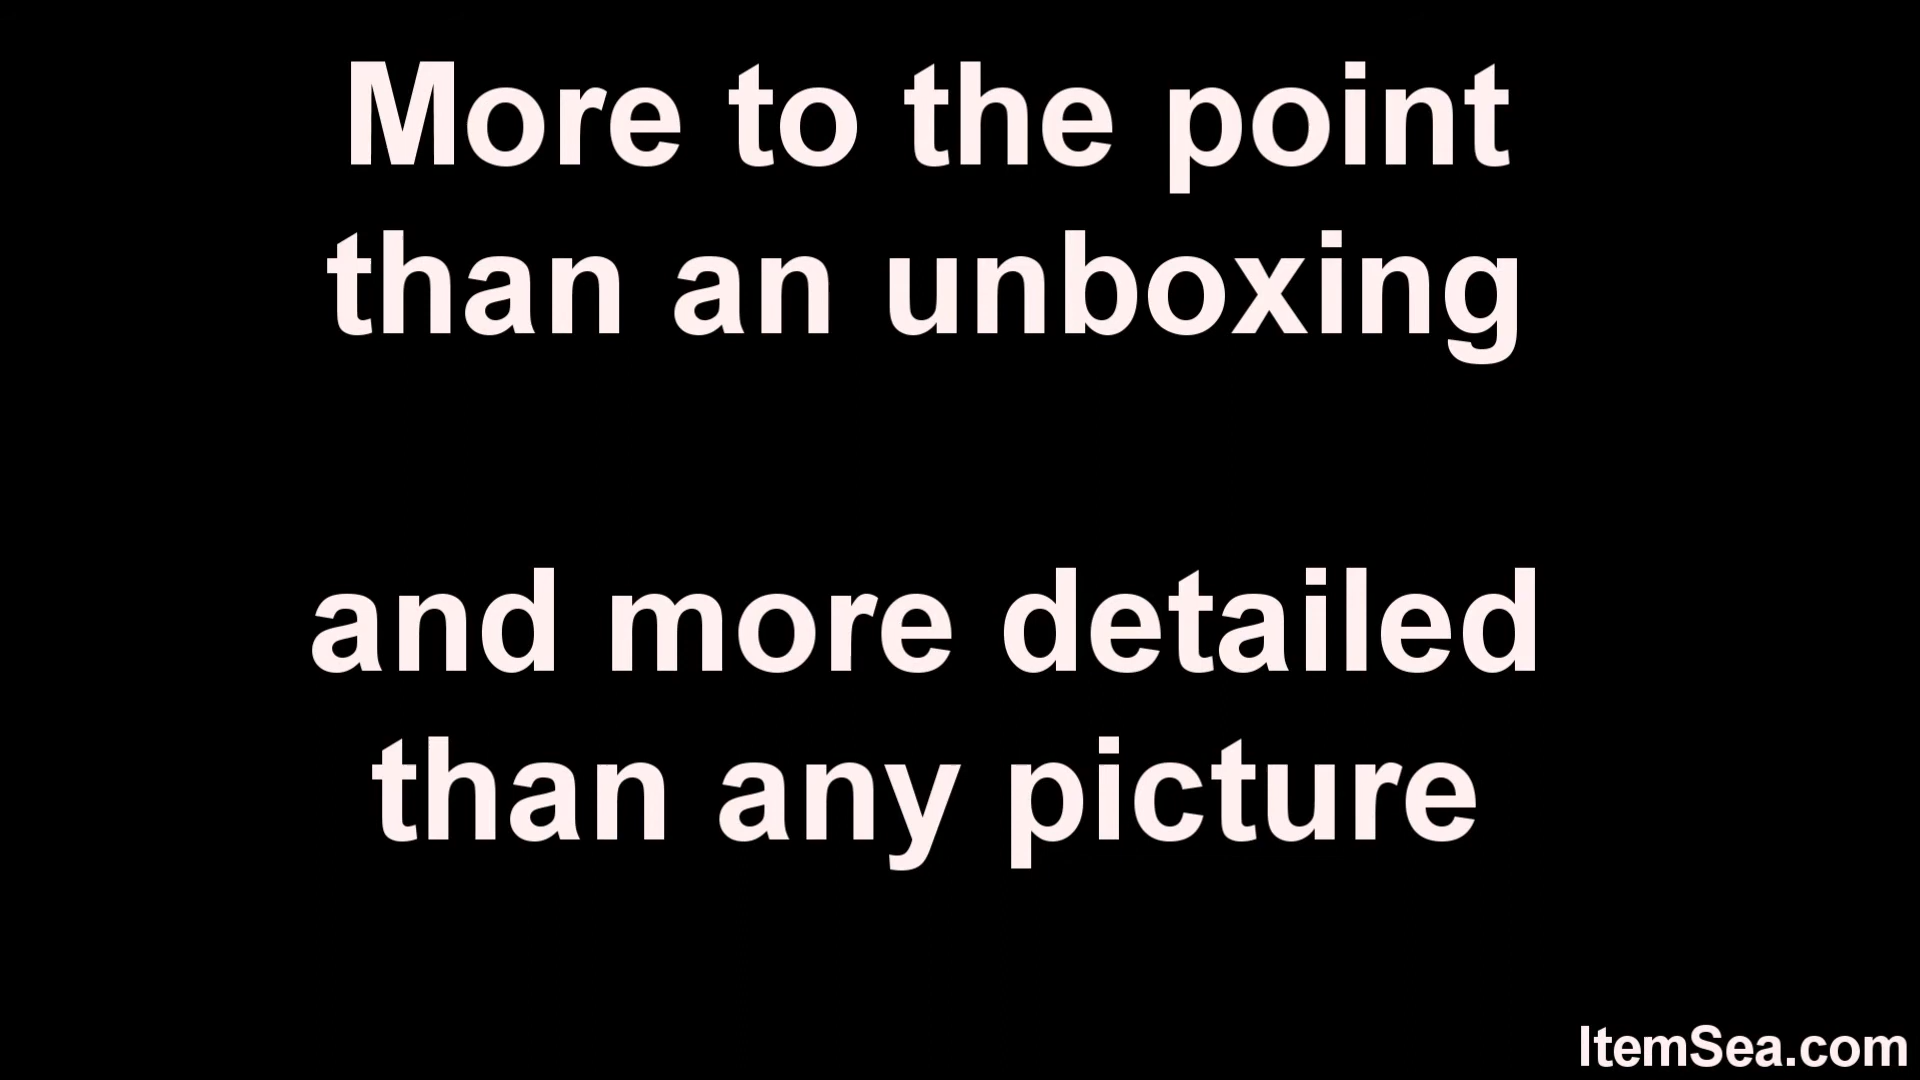 More to the point
than an unboxing
and more detailed
than any picture
ItemSea.com